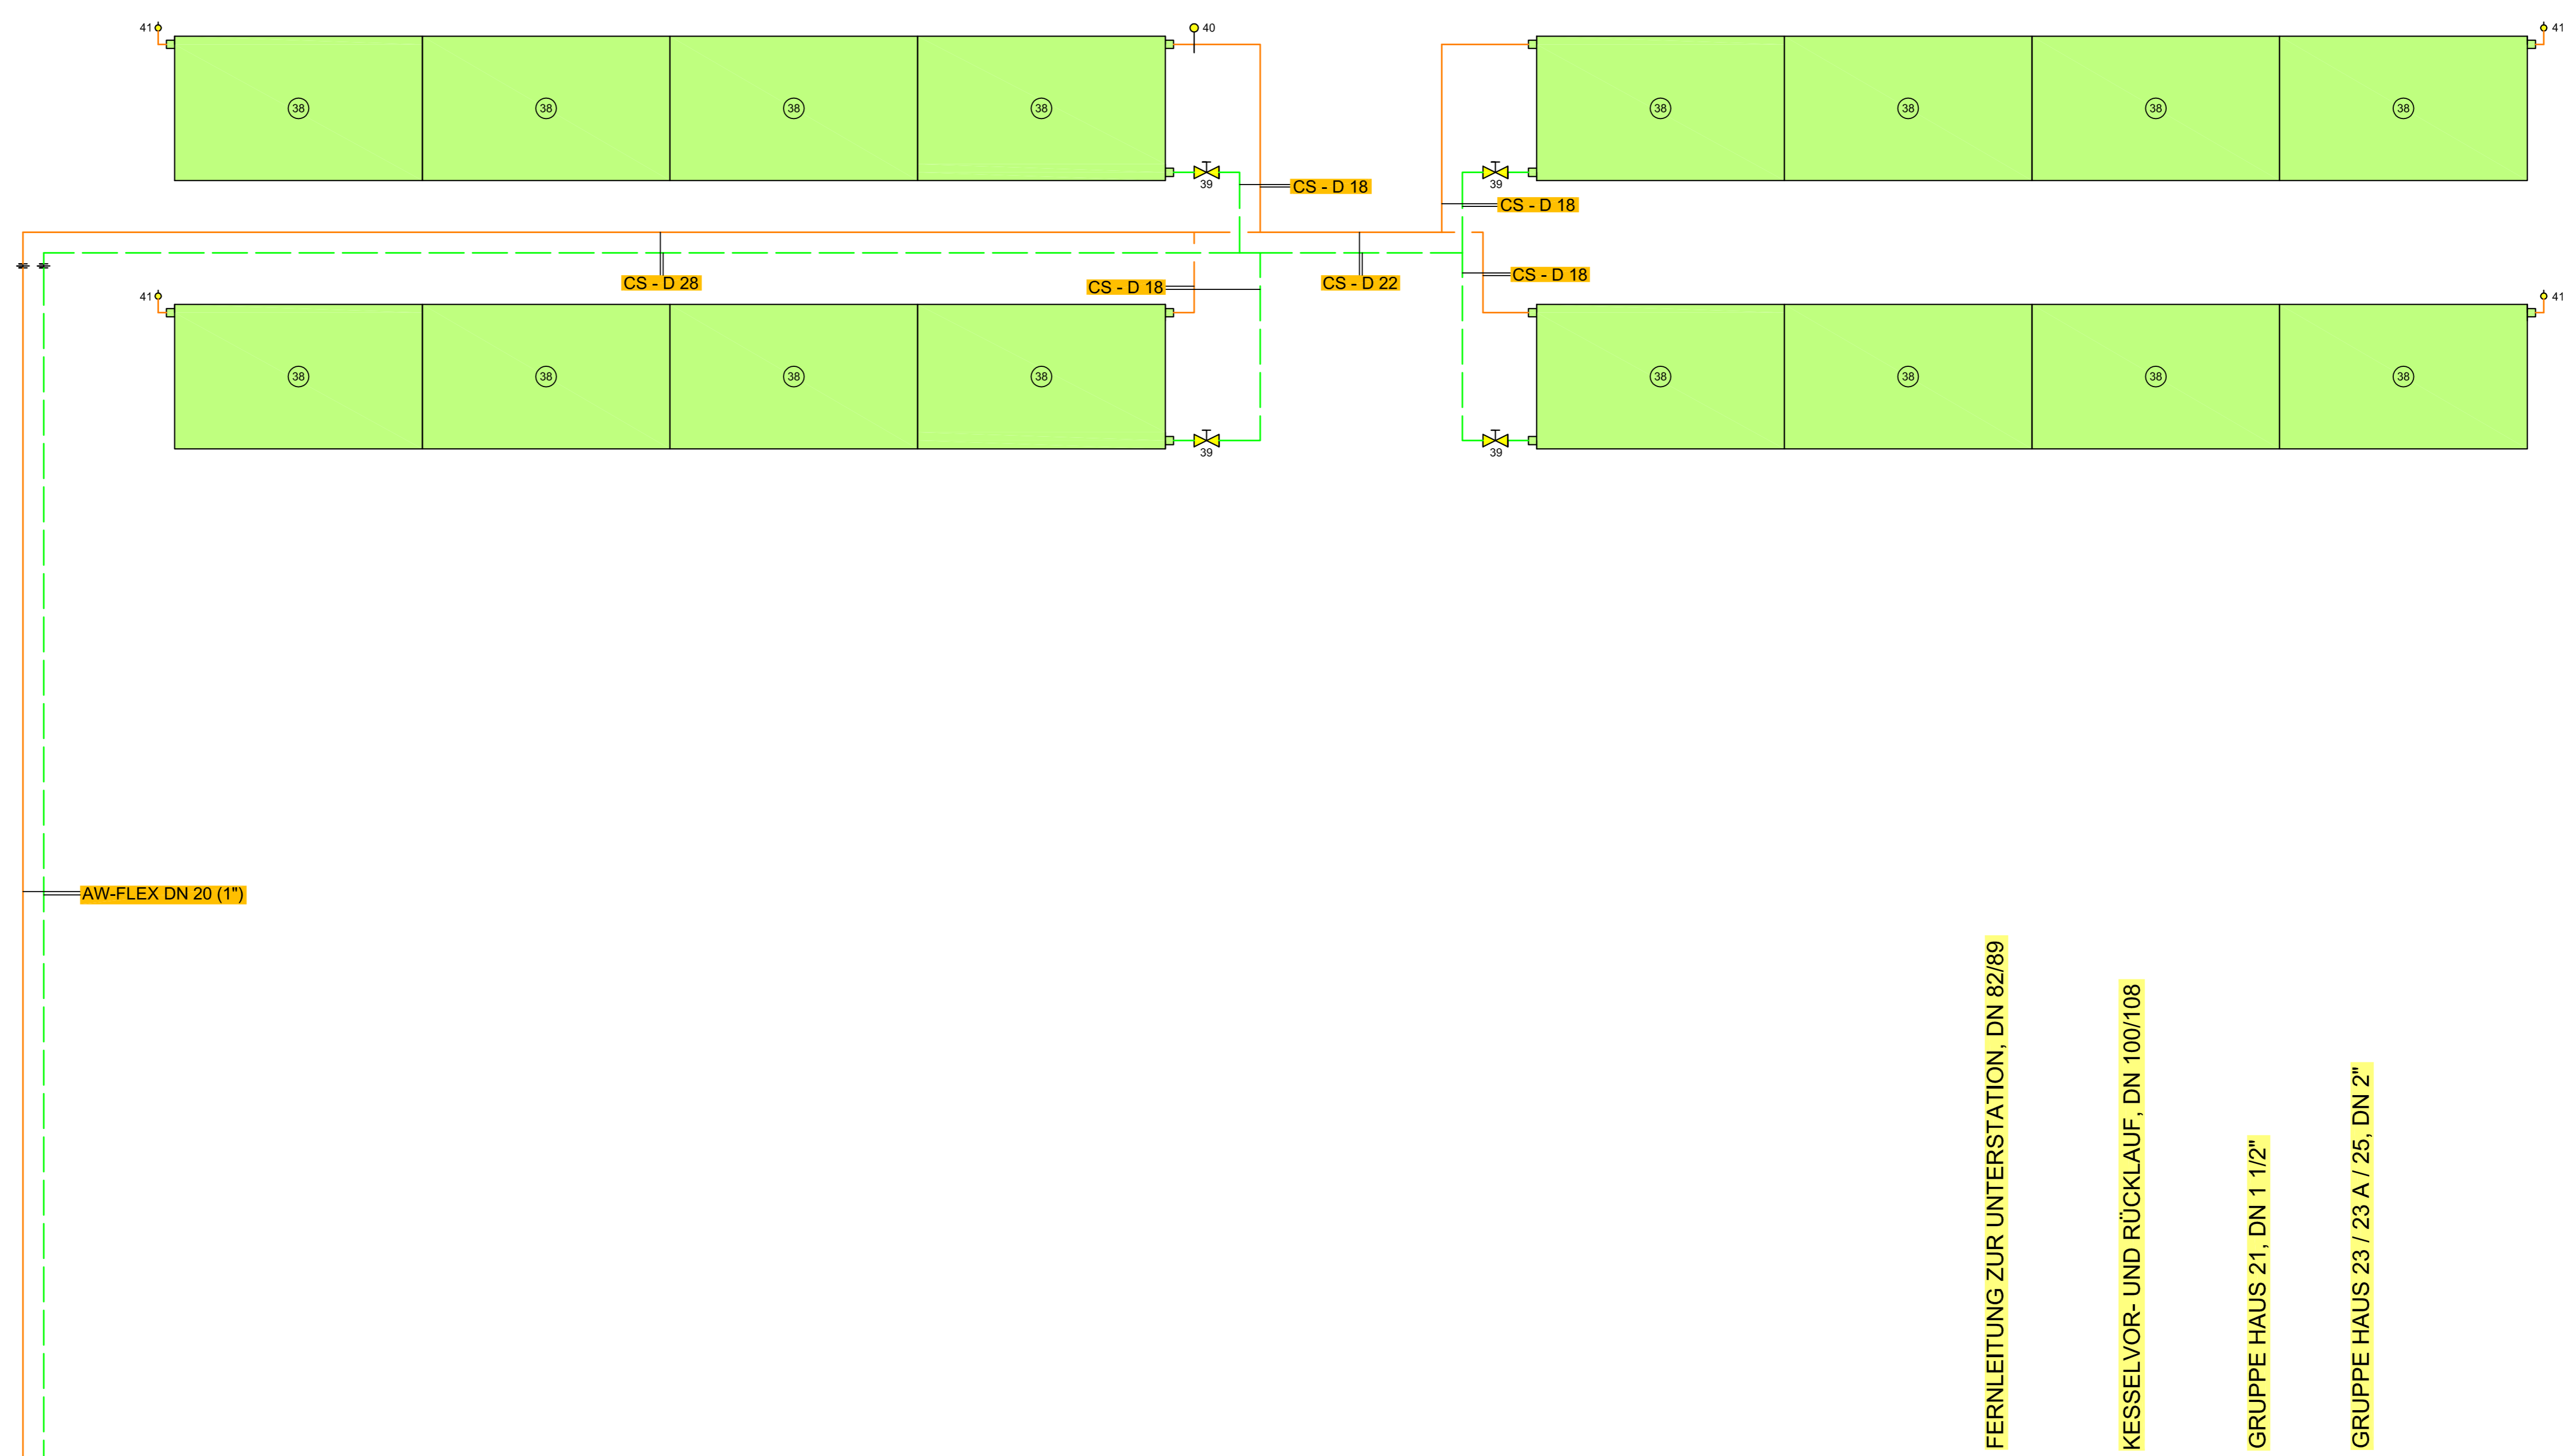 41
40
41
38
38
38
38
38
38
38
38
39
39
CS - D 18
CS - D 18
CS - D 18
CS - D 28
CS - D 18
CS - D 22
41
41
38
38
38
38
38
38
38
38
39
39
AW-FLEX DN 20 (1")
FERNLEITUNG ZUR UNTERSTATION, DN 82/89
KESSELVOR- UND RÜCKLAUF, DN 100/108
GRUPPE HAUS 21, DN 1 1/2"
GRUPPE HAUS 23 / 23 A / 25, DN 2"